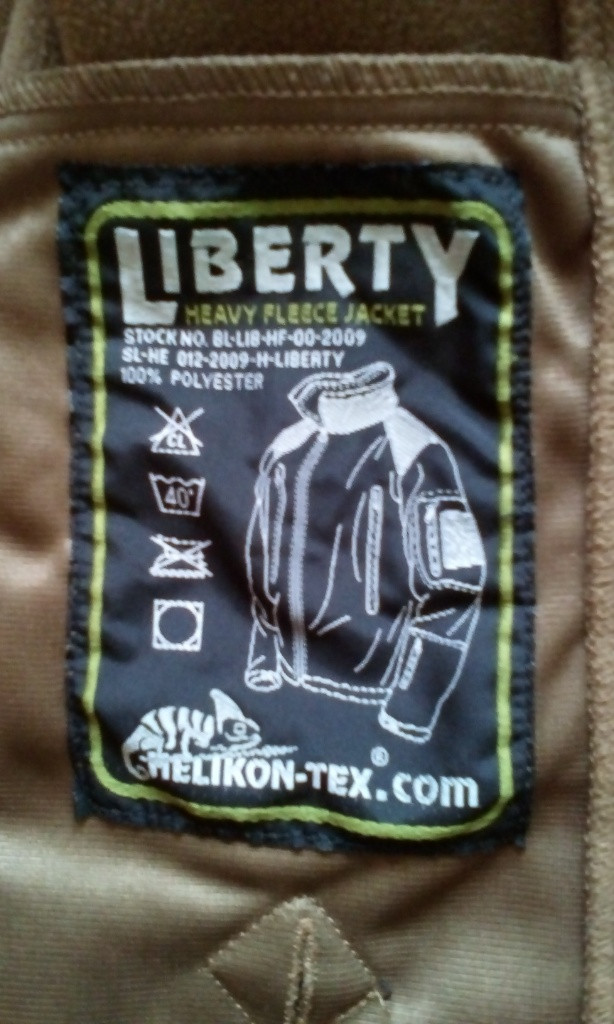 LIBERTY
HEAVY FLEECE JACKET
STOCK NO. BL-LIB-HF-00-2009
SL-HE 012-2009-H-LIBERTY
100% POLYESTER
CL
40°
HELIKON-TEX®.com